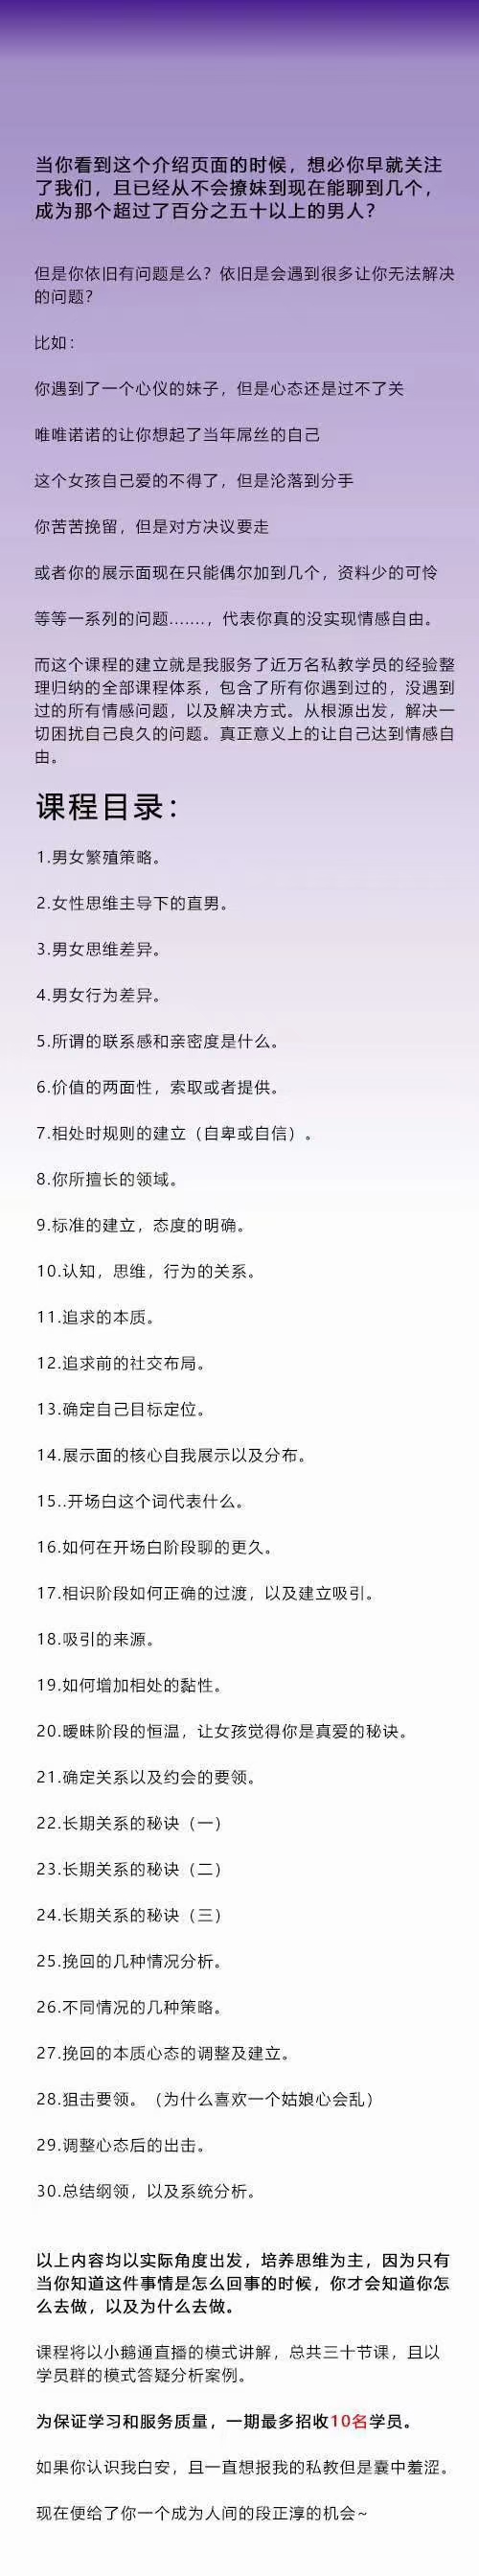 当你看到这个介绍页面的时候，想必你早就关注
了我们，且已经从不会撩妹到现在能聊到几个，
成为那个超过了百分之五十以上的男人？
但是你依旧有问题是么？依旧是会遇到很多让你无法解决
的问题？
比如：
你遇到了一个心仪的妹子，但是心态还是过不了关
唯唯诺诺的让你想起了当年屌丝的自己
这个女孩自己爱的不得了，但是沦落到分手
你苦苦挽留，但是对方决议要走
或者你的展示面现在只能偶尔加到几个，资料少的可怜
等等一系列的问题.......，代表你真的没实现情感自由。
而这个课程的建立就是我服务了近万名私教学员的经验整
理归纳的全部课程体系，包含了所有你遇到过的，没遇到
过的所有情感问题，以及解决方式。从根源出发，解决一
切困扰自己良久的问题。真正意义上的让自己达到情感自
由。
课程目录：
1.男女繁殖策略。
2.女性思维主导下的直男。
3.男女思维差异。
4.男女行为差异。
5.所谓的联系感和亲密度是什么。
6.价值的两面性，索取或者提供。
7.相处时规则的建立（自卑或自信）。
8.你所擅长的领域。
9.标准的建立，态度的明确。
10.认知，思维，行为的关系。
11.追求的本质。
12.追求前的社交布局。
13.确定自己目标定位。
14.展示面的核心自我展示以及分布。
15..开场白这个词代表什么。
16.如何在开场白阶段聊的更久。
17.相识阶段如何正确的过渡，以及建立吸引。
18.吸引的来源。
19.如何增加相处的黏性。
20.暧昧阶段的恒温，让女孩觉得你是真爱的秘诀。
21.确定关系以及约会的要领。
22.长期关系的秘诀（一）
23.长期关系的秘诀（二）
24.长期关系的秘诀（三）
25.挽回的几种情况分析。
26.不同情况的几种策略。
27.挽回的本质心态的调整及建立。
28.狙击要领。（为什么喜欢一个姑娘心会乱）
29.调整心态后的出击。
30.总结纲领，以及系统分析。
以上内容均以实际角度出发，培养思维为主，因为只有
当你知道这件事情是怎么回事的时候，你才会知道你怎
么去做，以及为什么去做。
课程将以小鹅通直播的模式讲解，总共三十节课，且以
学员群的模式答疑分析案例。
为保证学习和服务质量，一期最多招收10名学员。
如果你认识我白安，且一直想报我的私教但是囊中羞涩。
现在便给了你一个成为人间的段正淳的机会~